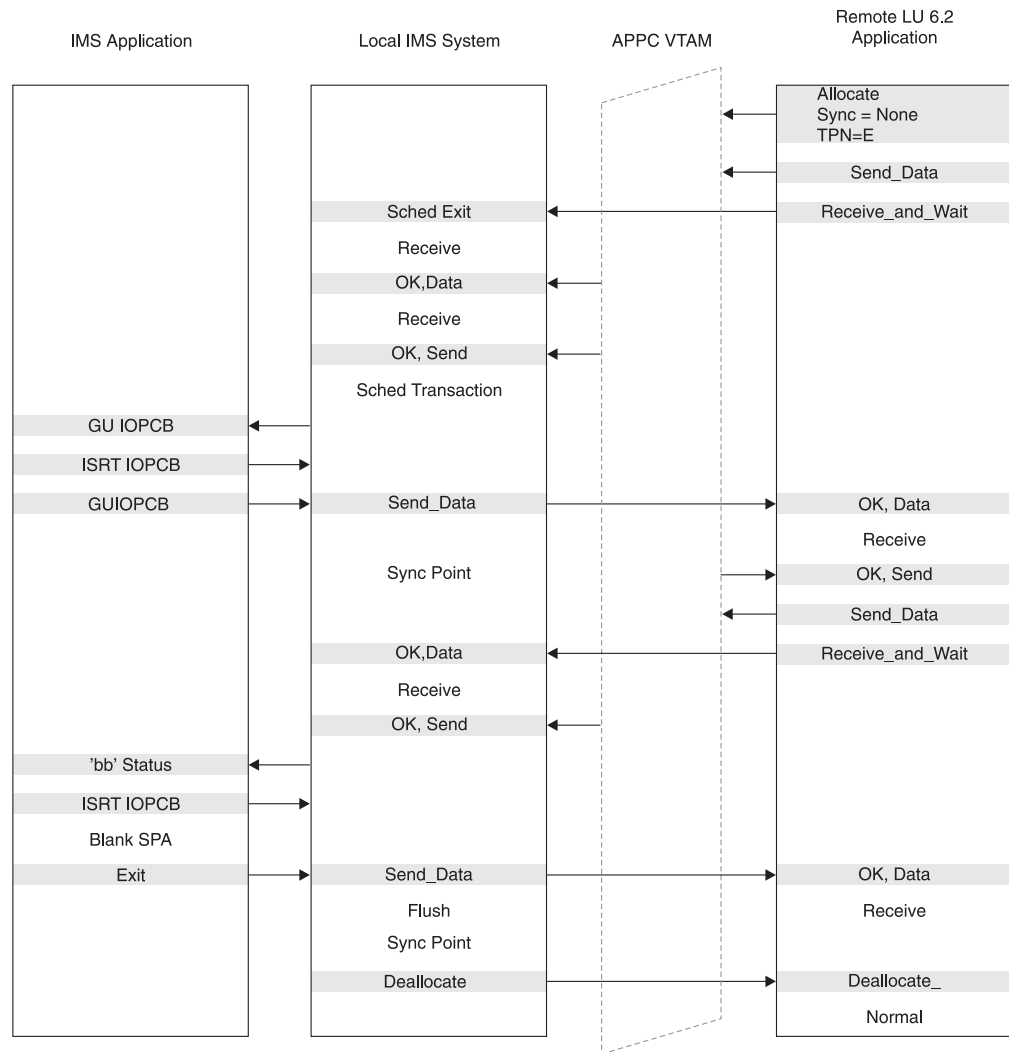 IMS Application
Local IMS System
APPC VTAM
Remote LU 6.2
Application
Allocate
Sync = None
TPN=E
Send_Data
Sched Exit
Receive_and_Wait
Receive
OK,Data
Receive
OK, Send
Sched Transaction
GU IOPCB
ISRT IOPCB
GUIOPCB
Send_Data
OK, Data
Receive
Sync Point
OK, Send
Send_Data
OK,Data
Receive_and_Wait
Receive
OK, Send
'bb' Status
ISRT IOPCB
Blank SPA
Exit
Send_Data
OK, Data
Flush
Receive
Sync Point
Deallocate
Deallocate_
Normal